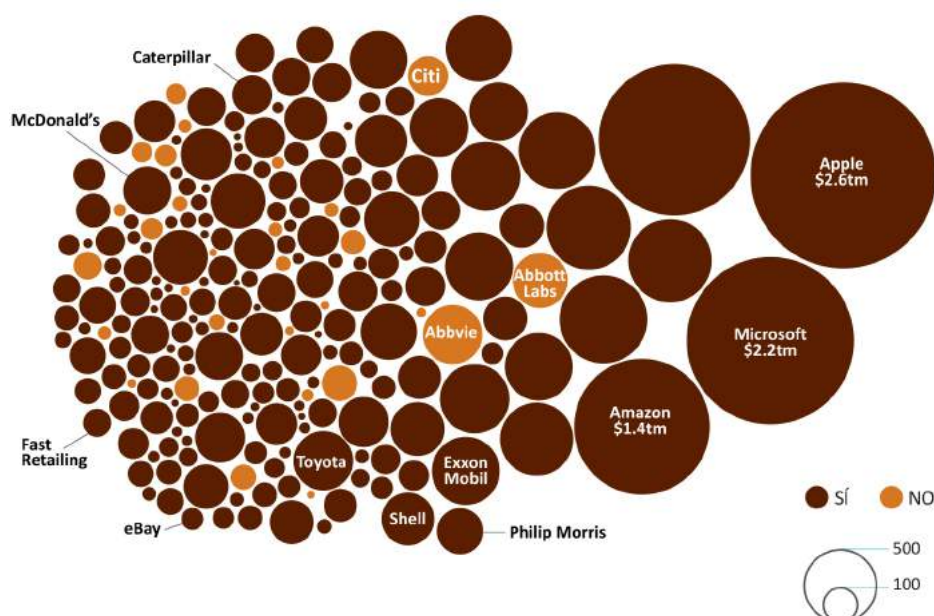 Caterpillar
Citi
McDonald's
Apple
$2.6tm
Abbott
Labs
Abbvie
Microsoft
$2.2tm
Amazon
$1.4tm
Fast
Retailing
Toyota
Exxon
Mobil
eBay
Shell
Philip Morris
SÍ
NO
500
100